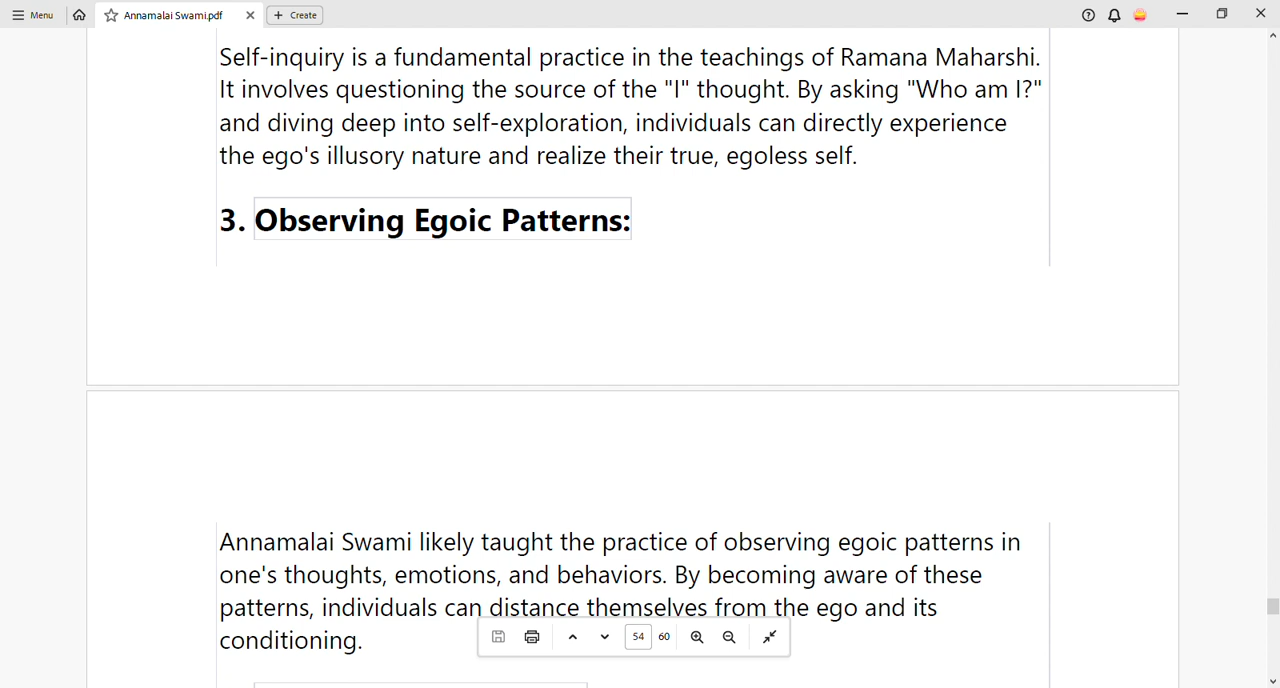 Menu
Annamalai Swami.pdf
Create
Self-inquiry is a fundamental practice in the teachings of Ramana Maharshi.
It involves questioning the source of the "I" thought. By asking "Who am I?"
and diving deep into self-exploration, individuals can directly experience
the ego's illusory nature and realize their true, egoless self.
3. Observing Egoic Patterns:
Annamalai Swami likely taught the practice of observing egoic patterns in
one's thoughts, emotions, and behaviors. By becoming aware of these
patterns, individuals can distance themselves from the ego and its
conditioning.
54 60